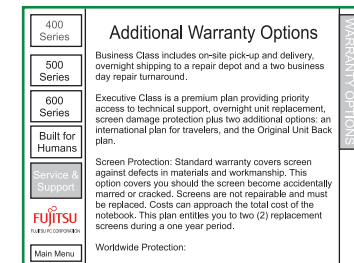 400
Series
500
Series
600
Series
Built for
Humans
Service &
Support
FUJITSU
FUJITSU PC CORPORATION
Main Menu
Additional Warranty Options
Business Class includes on-site pick-up and delivery,
overnight shipping to a repair depot and a two business
day repair turnaround.
Executive Class is a premium plan providing priority
access to technical support, overnight unit replacement,
screen damage protection plus two additional options: an
international plan for travelers, and the Original Unit Back
plan.
Screen Protection: Standard warranty covers screen
against defects in materials and workmanship. This
option covers you should the screen become accidentally
marred or cracked. Screens are not repairable and must
be replaced. Costs can approach the total cost of the
notebook. This plan entitles you to two (2) replacement
screens during a one year period.
Worldwide Protection:
WARRANTY OPTIONS